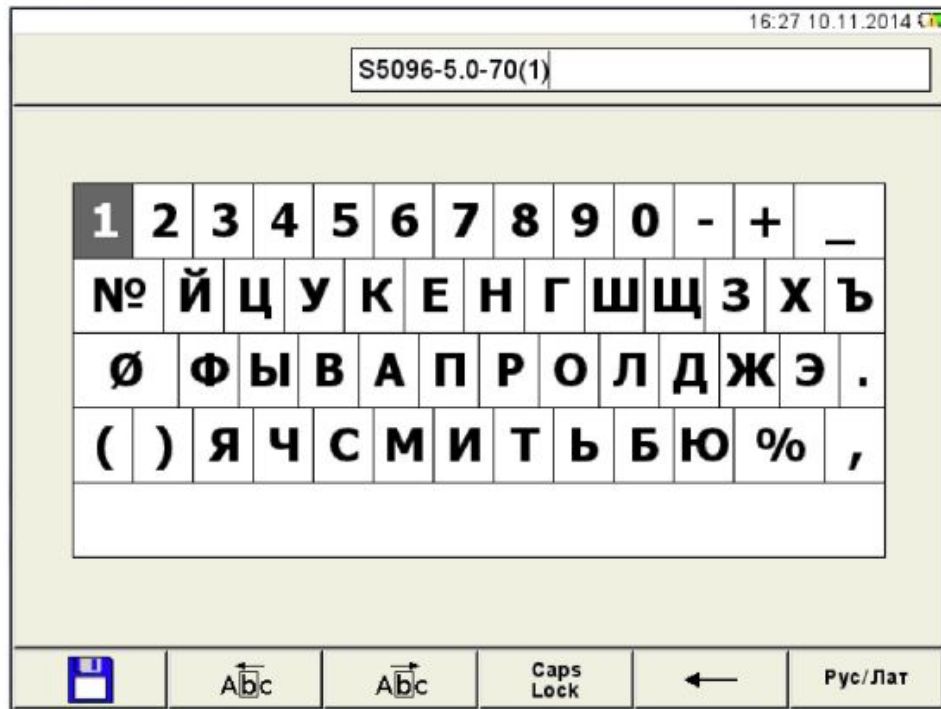 16:27 10.11.2014
S5096-5.0-70(1)
1 2 3 4 5 6 7 8 9 0 - + _
№ Й Ц У К Е Н Г Ш Щ З Х Ъ
Ø Ф Ы В А П Р О Л Д Ж Э .
( ) Я Ч С М И Т Ь Б Ю % ,
Abc Abc Caps Lock ← Рус/Лат